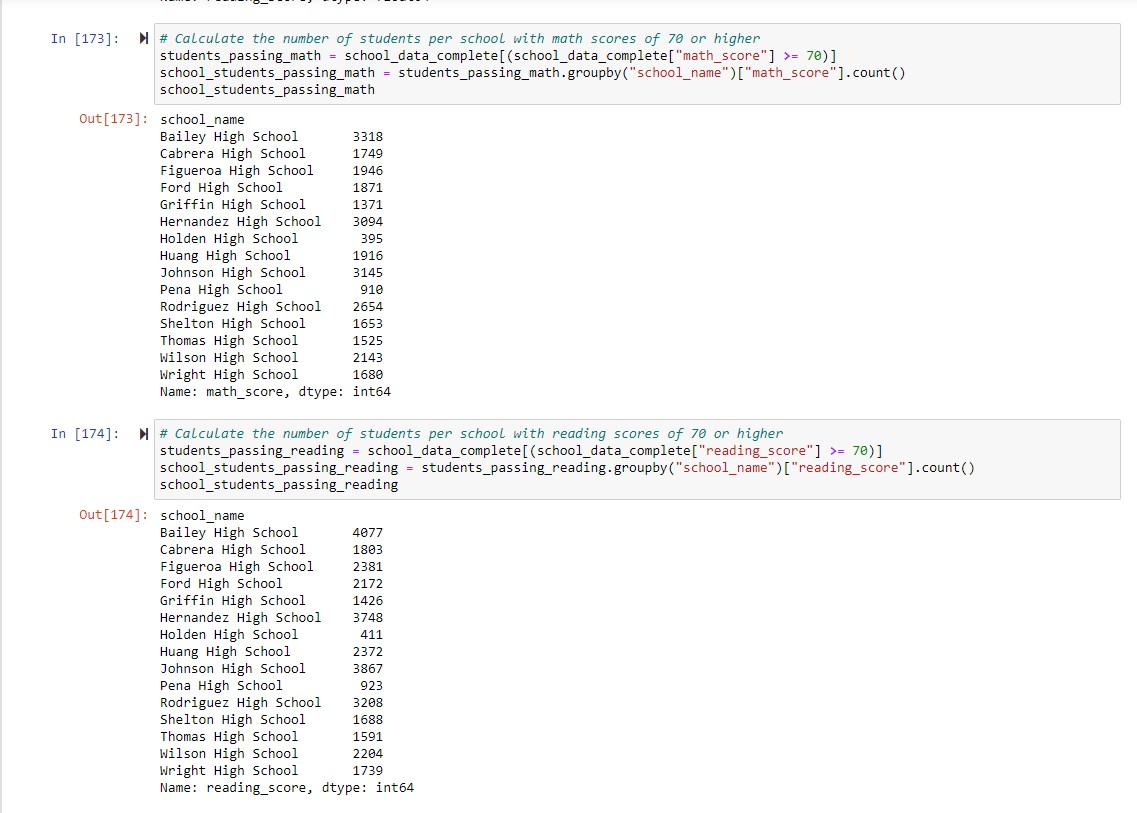 In [173]:
# Calculate the number of students per school with math scores of 70 or higher
students_passing_math = school_data_complete[(school_data_complete["math_score"] >= 70)]
school_students_passing_math = students_passing_math.groupby("school_name")["math_score"].count()
school_students_passing_math
Out[173]:
school_name
Bailey High School       3318
Cabrera High School      1749
Figueroa High School     1946
Ford High School         1871
Griffin High School      1371
Hernandez High School    3094
Holden High School        395
Huang High School        1916
Johnson High School      3145
Pena High School          910
Rodriguez High School    2654
Shelton High School      1653
Thomas High School       1525
Wilson High School       2143
Wright High School       1680
Name: math_score, dtype: int64
In [174]:
# Calculate the number of students per school with reading scores of 70 or higher
students_passing_reading = school_data_complete[(school_data_complete["reading_score"] >= 70)]
school_students_passing_reading = students_passing_reading.groupby("school_name")["reading_score"].count()
school_students_passing_reading
Out[174]:
school_name
Bailey High School       4077
Cabrera High School      1803
Figueroa High School     2381
Ford High School         2172
Griffin High School      1426
Hernandez High School    3748
Holden High School        411
Huang High School        2372
Johnson High School      3867
Pena High School          923
Rodriguez High School    3208
Shelton High School      1688
Thomas High School       1591
Wilson High School       2204
Wright High School       1739
Name: reading_score, dtype: int64